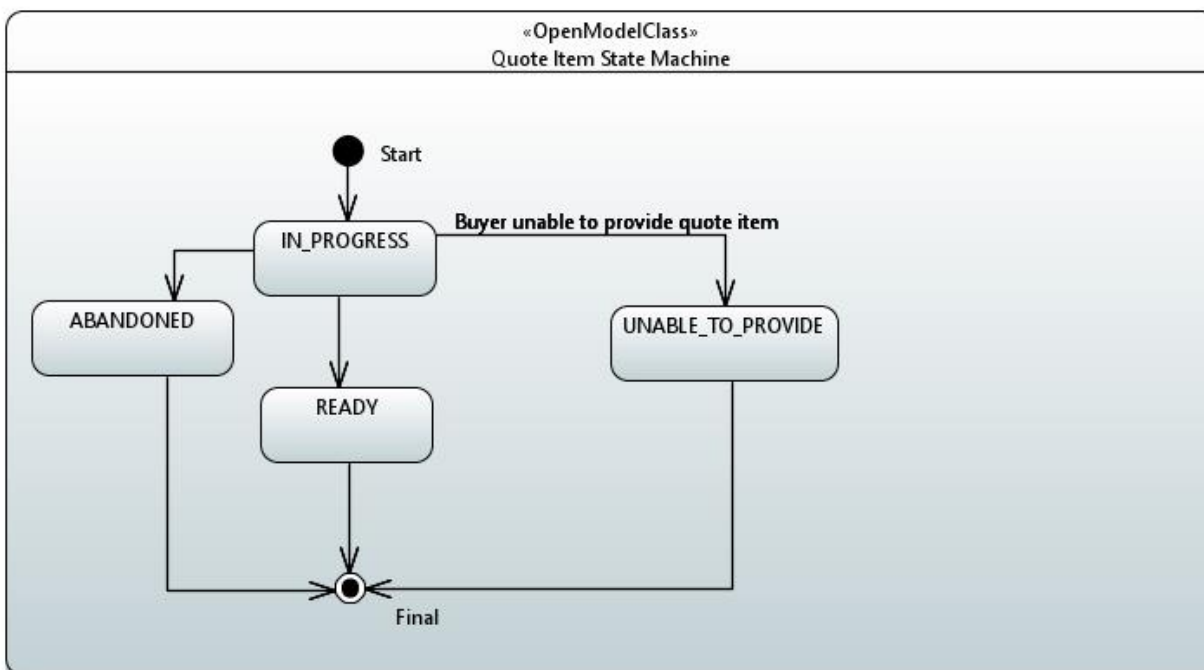 «OpenModelClass»
Quote Item State Machine
Start
Buyer unable to provide quote item
IN_PROGRESS
ABANDONED
UNABLE_TO_PROVIDE
READY
Final